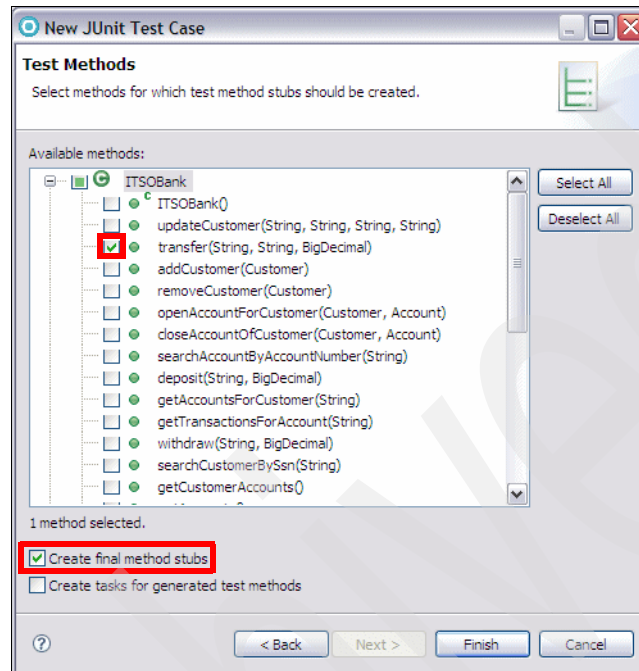 New JUnit Test Case
Test Methods
Select methods for which test method stubs should be created.
Available methods:
ITSOBank
ITSOBank()
updateCustomer(String, String, String, String)
transfer(String, String, BigDecimal)
addCustomer(Customer)
removeCustomer(Customer)
openAccountForCustomer(Customer, Account)
closeAccountOfCustomer(Customer, Account)
searchAccountByAccountNumber(String)
deposit(String, BigDecimal)
getAccountsForCustomer(String)
getTransactionsForAccount(String)
withdraw(String, BigDecimal)
searchCustomerBySsn(String)
getCustomerAccounts()
Select All
Deselect All
1 method selected.
Create final method stubs
Create tasks for generated test methods
< Back
Next >
Finish
Cancel